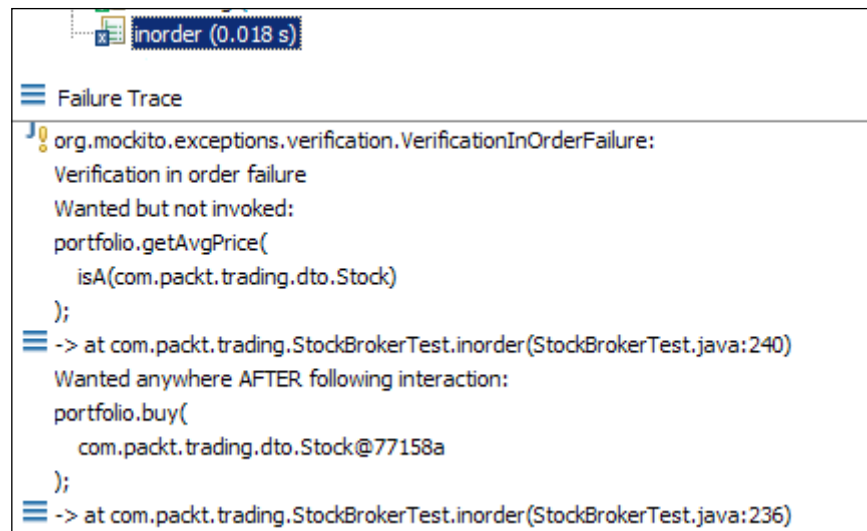 inorder (0.018 s)
Failure Trace
org.mockito.exceptions.verification.VerificationInOrderFailure:
Verification in order failure
Wanted but not invoked:
portfolio.getAvgPrice(
isA(com.packt.trading.dto.Stock)
);
-> at com.packt.trading.StockBrokerTest.inorder(StockBrokerTest.java:240)
Wanted anywhere AFTER following interaction:
portfolio.buy(
com.packt.trading.dto.Stock@77158a
);
-> at com.packt.trading.StockBrokerTest.inorder(StockBrokerTest.java:236)